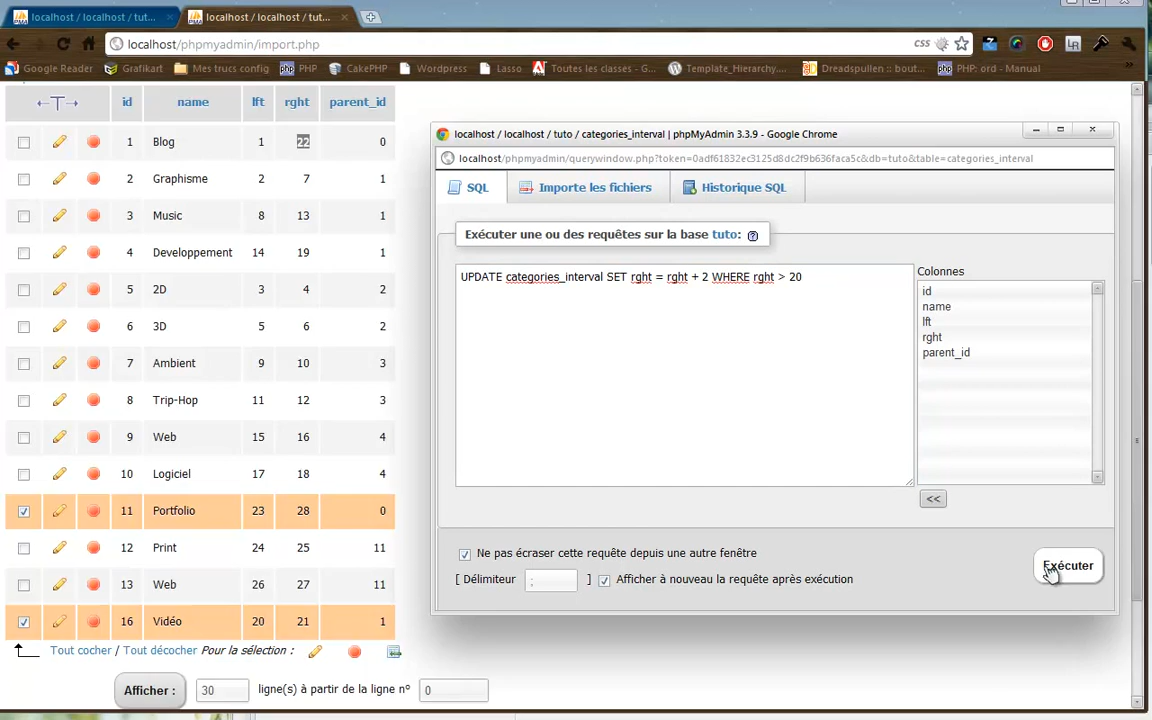 localhost / localhost / tut...
localhost / localhost / tut...
localhost/phpmyadmin/import.php
CSS
Google Reader
Grafikart
Mes trucs config
PHP
CakePHP
Wordpress
Lasso
Toutes les classes - G...
Template_Hierarchy....
Dreadspullen :: bout...
PHP: ord - Manual
←T→ id name lft rght parent_id
1 Blog 1 22 0
2 Graphisme 2 7 1
3 Music 8 13 1
4 Developpement 14 19 1
5 2D 3 4 2
6 3D 5 6 2
7 Ambient 9 10 3
8 Trip-Hop 11 12 3
9 Web 15 16 4
10 Logiciel 17 18 4
11 Portfolio 23 28 0
12 Print 24 25 11
13 Web 26 27 11
16 Vidéo 20 21 1
Tout cocher / Tout décocher Pour la sélection :
Afficher : 30 ligne(s) à partir de la ligne n° 0
localhost / localhost / tuto / categories_interval | phpMyAdmin 3.3.9 - Google Chrome
localhost/phpmyadmin/querywindow.php?token=0adf61832ec3125d8dc2f9b636faca5c&db=tuto&table=categories_interval
SQL
Importe les fichiers
Historique SQL
Exécuter une ou des requêtes sur la base tuto:
UPDATE categories_interval SET rght = rght + 2 WHERE rght > 20
Colonnes
id
name
lft
rght
parent_id
<<
Ne pas écraser cette requête depuis une autre fenêtre
[ Délimiteur ; ] Afficher à nouveau la requête après exécution
Exécuter